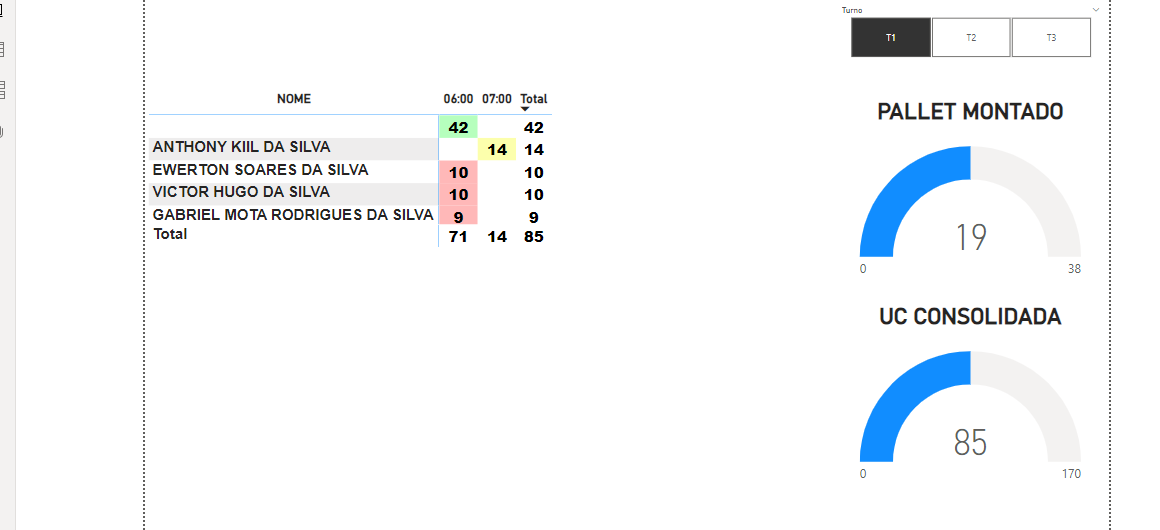 Turno
T1 T2 T3
NOME 06:00 07:00 Total
42 42
ANTHONY KIIL DA SILVA 14 14
EWERTON SOARES DA SILVA 10 10
VICTOR HUGO DA SILVA 10 10
GABRIEL MOTA RODRIGUES DA SILVA 9 9
Total 71 14 85
PALLET MONTADO
19
0 38
UC CONSOLIDADA
85
0 170